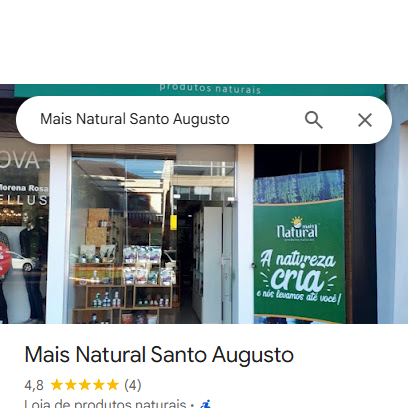 produtos naturais
Mais Natural Santo Augusto
OVA
Morena Rosa
ELLUS
mais
Natural
produtos naturais
A natureza
cria
e nós levamos até você!
Mais Natural Santo Augusto
4,8 ★★★★★ (4)
Loja de produtos naturais ·